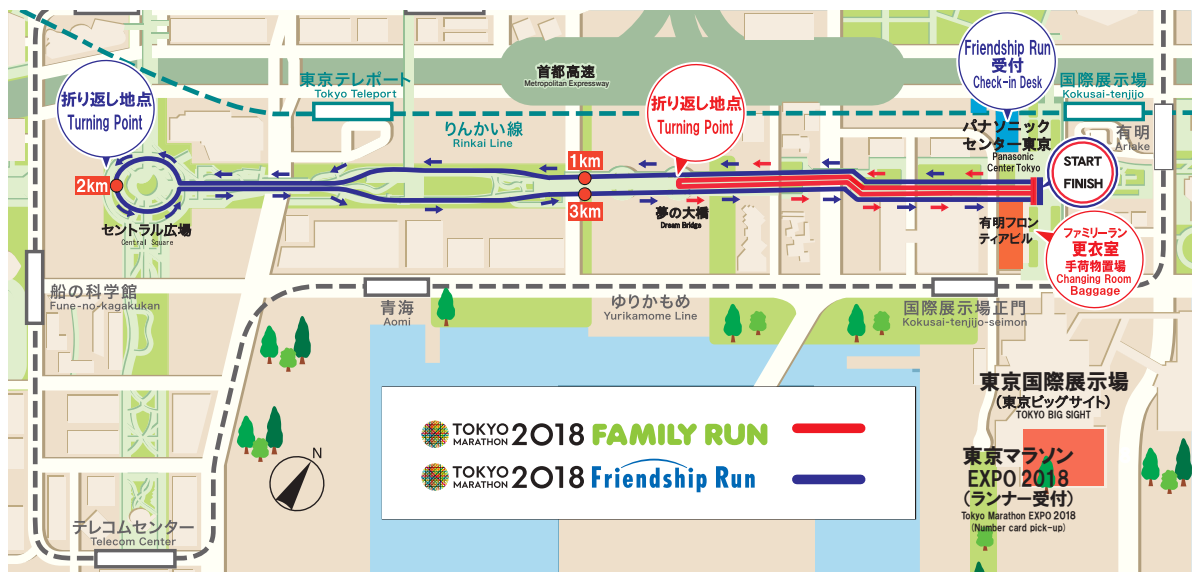 Friendship Run
受付
Check-in Desk
首都高速
Metropolitan Expressway
東京テレポート
Tokyo Teleport
国際展示場
Kokusai-tenjijo
折り返し地点
Turning Point
折り返し地点
Turning Point
りんかい線
Rinkai Line
パナソニック
センター東京
Panasonic
Center Tokyo
有明
Ariake
1km
START
FINISH
2km
3km
夢の大橋
Dream Bridge
セントラル広場
Centrall Square
有明フロン
ティアビル
ファミリーラン
更衣室
手荷物置場
Changing Room
Baggage
船の科学館
Fune-no-kagakukan
青海
Aomi
ゆりかもめ
Yurikamome Line
国際展示場正門
Kokusai-tenjijo-seimon
東京国際展示場
(東京ビッグサイト)
TOKYO BIG SIGHT
TOKYO MARATHON 2018 FAMILY RUN
TOKYO MARATHON 2018 Friendship Run
N
東京マラソン
EXPO 2018
(ランナー受付)
Tokyo Marathon EXPO 2018
(Number card pick-up)
テレコムセンター
Telecom Center